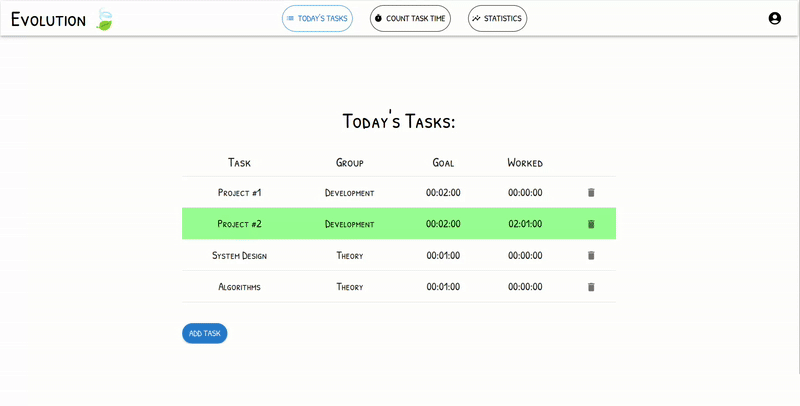 Evolution
TODAY'S TASKS COUNT TASK TIME STATISTICS
Today's Tasks:
Task Group Goal Worked
Project #1 Development 00:02:00 00:00:00
Project #2 Development 00:02:00 02:01:00
System Design Theory 00:01:00 00:00:00
Algorithms Theory 00:01:00 00:00:00
ADD TASK